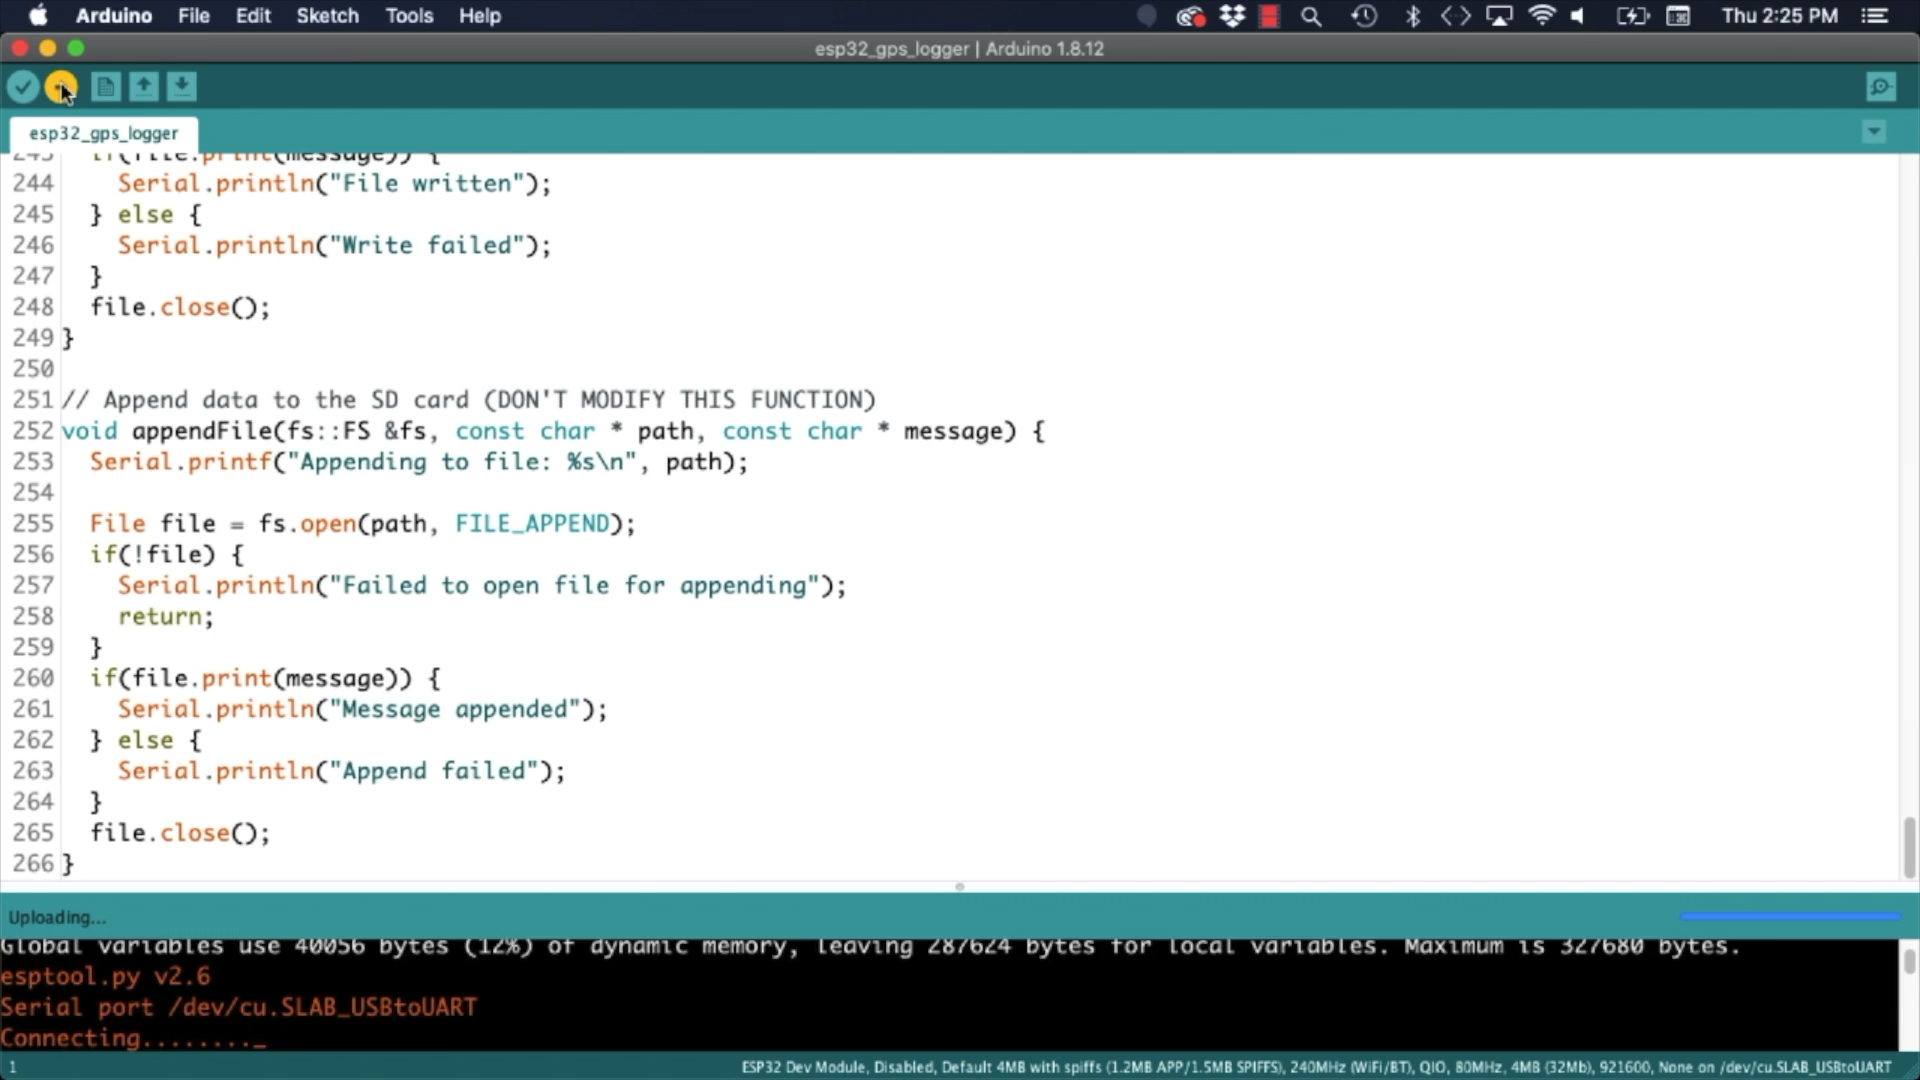 Arduino File Edit Sketch Tools Help Thu 2:25 PM
esp32_gps_logger | Arduino 1.8.12
esp32_gps_logger
243 if(file.print(message)) {
244 Serial.println("File written");
245 } else {
246 Serial.println("Write failed");
247 }
248 file.close();
249 }
250
251 // Append data to the SD card (DON'T MODIFY THIS FUNCTION)
252 void appendFile(fs::FS &fs, const char * path, const char * message) {
253 Serial.printf("Appending to file: %s\n", path);
254
255 File file = fs.open(path, FILE_APPEND);
256 if(!file) {
257 Serial.println("Failed to open file for appending");
258 return;
259 }
260 if(file.print(message)) {
261 Serial.println("Message appended");
262 } else {
263 Serial.println("Append failed");
264 }
265 file.close();
266 }
Uploading...
Global variables use 40056 bytes (12%) of dynamic memory, leaving 287624 bytes for local variables. Maximum is 327680 bytes.
esptool.py v2.6
Serial port /dev/cu.SLAB_USBtoUART
Connecting........_
1 ESP32 Dev Module, Disabled, Default 4MB with spiffs (1.2MB APP/1.5MB SPIFFS), 240MHz (WiFi/BT), QIO, 80MHz, 4MB (32Mb), 921600, None on /dev/cu.SLAB_USBtoUART